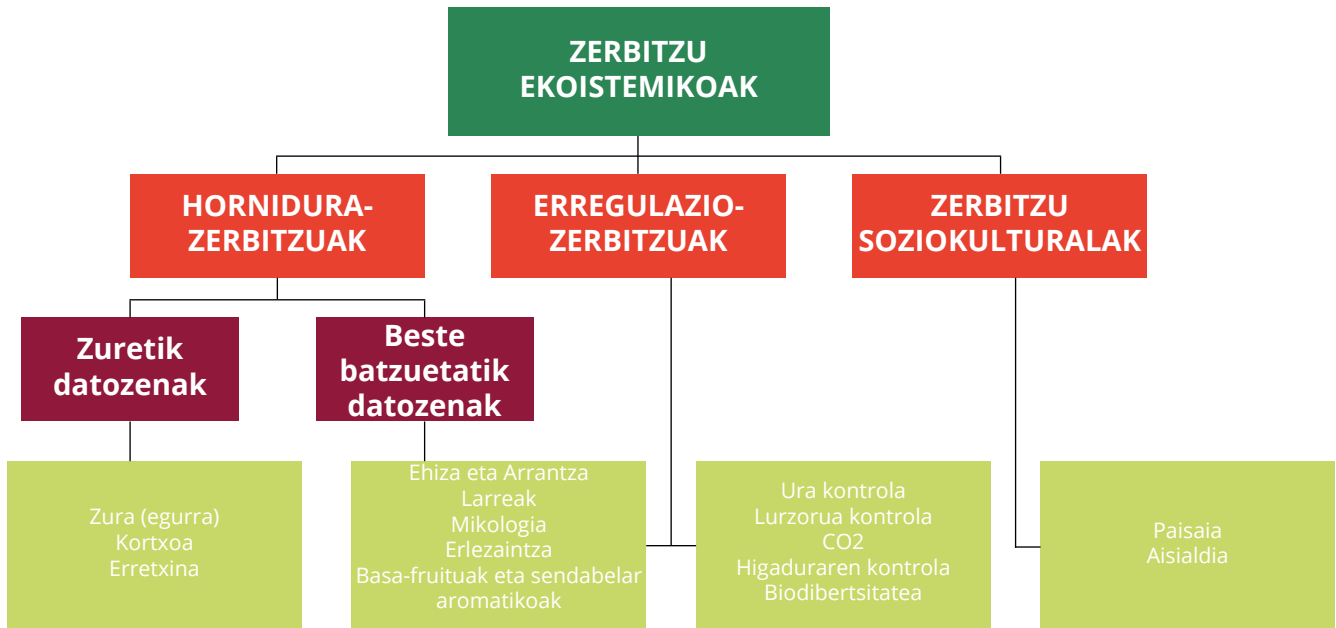 ZERBITZU
EKOISTEMIKOAK
HORNIDURA-
ZERBITZUAK
ERREGULAZIO-
ZERBITZUAK
ZERBITZU
SOZIOKULTURALAK
Zuretik
datozenak
Beste
batzuetatik
datozenak
Zura (egurra)
Kortxoa
Erretxina
Ehiza eta Arrantza
Larreak
Mikologia
Erlezaintza
Basa-fruituak eta sendabelar
aromatikoak
Ura kontrola
Lurzorua kontrola
CO2
Higaduraren kontrola
Biodibertsitatea
Paisaia
Aisialdia